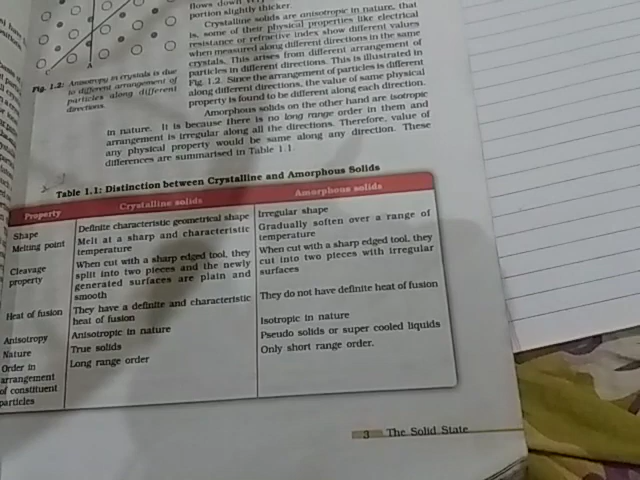 flows down
portion slightly thicker.
Crystalline solids are anisotropic in nature, that
is, some of their physical properties like electrical
resistance or refractive index show different values
when measured along different directions in the same
crystals. This arises from different arrangement of
particles in different directions. This is illustrated in
Fig. 1.2. Since the arrangement of particles is different
along different directions, the value of same physical
property is found to be different along each direction.
Amorphous solids on the other hand are isotropic
in nature. It is because there is no long range order in them and
arrangement is irregular along all the directions. Therefore, value of
any physical property would be same along any direction. These
differences are summarised in Table 1.1.
C
A
Fig. 1.2: Anisotropy in crystals is due
to different arrangement of
particles along different
directions.
Table 1.1: Distinction between Crystalline and Amorphous Solids
Property Crystalline solids Amorphous solids
Shape Definite characteristic geometrical shape Irregular shape
Melting point Melt at a sharp and characteristic
temperature
Gradually soften over a range of
temperature
Cleavage
property
When cut with a sharp edged tool, they
split into two pieces and the newly
generated surfaces are plain and
smooth
When cut with a sharp edged tool, they
cut into two pieces with irregular
surfaces
Heat of fusion They have a definite and characteristic
heat of fusion
They do not have definite heat of fusion
Anisotropy Anisotropic in nature Isotropic in nature
Nature True solids Pseudo solids or super cooled liquids
Order in
arrangement
of constituent
particles
Long range order
Only short range order.
3 The Solid State